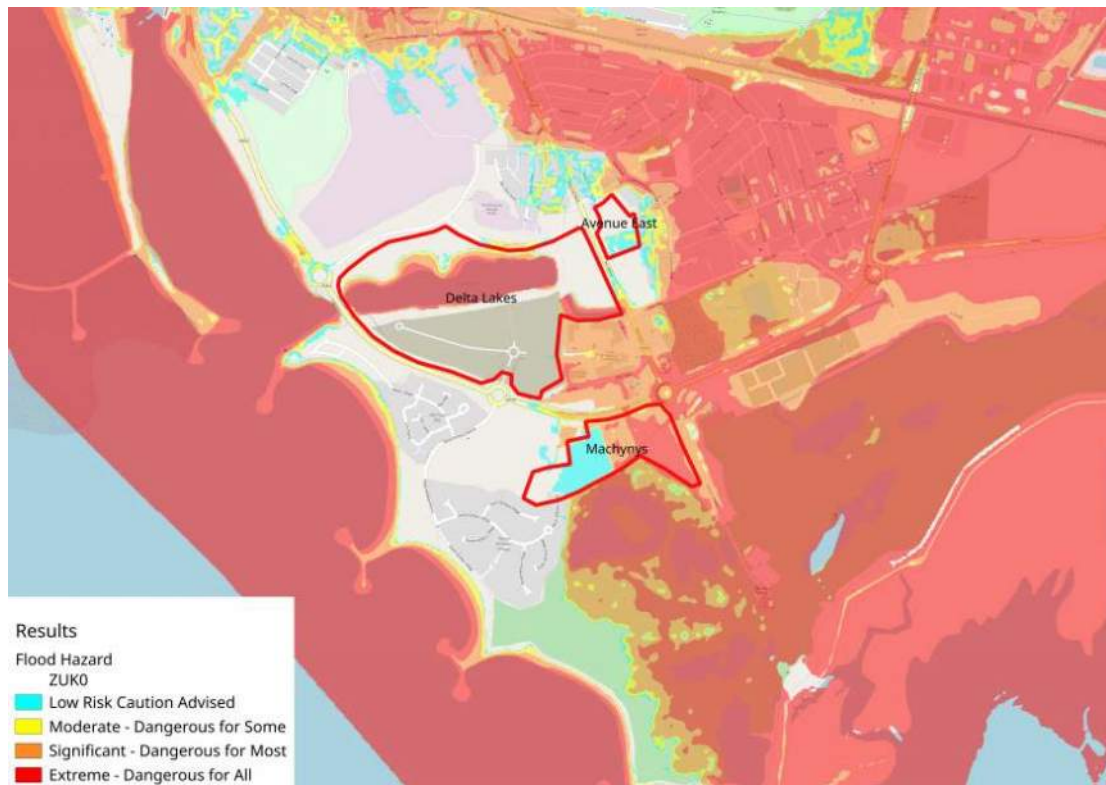 Avenue East
Delta Lakes
Machynys
Results
Flood Hazard
ZUK0
Low Risk Caution Advised
Moderate - Dangerous for Some
Significant - Dangerous for Most
Extreme - Dangerous for All